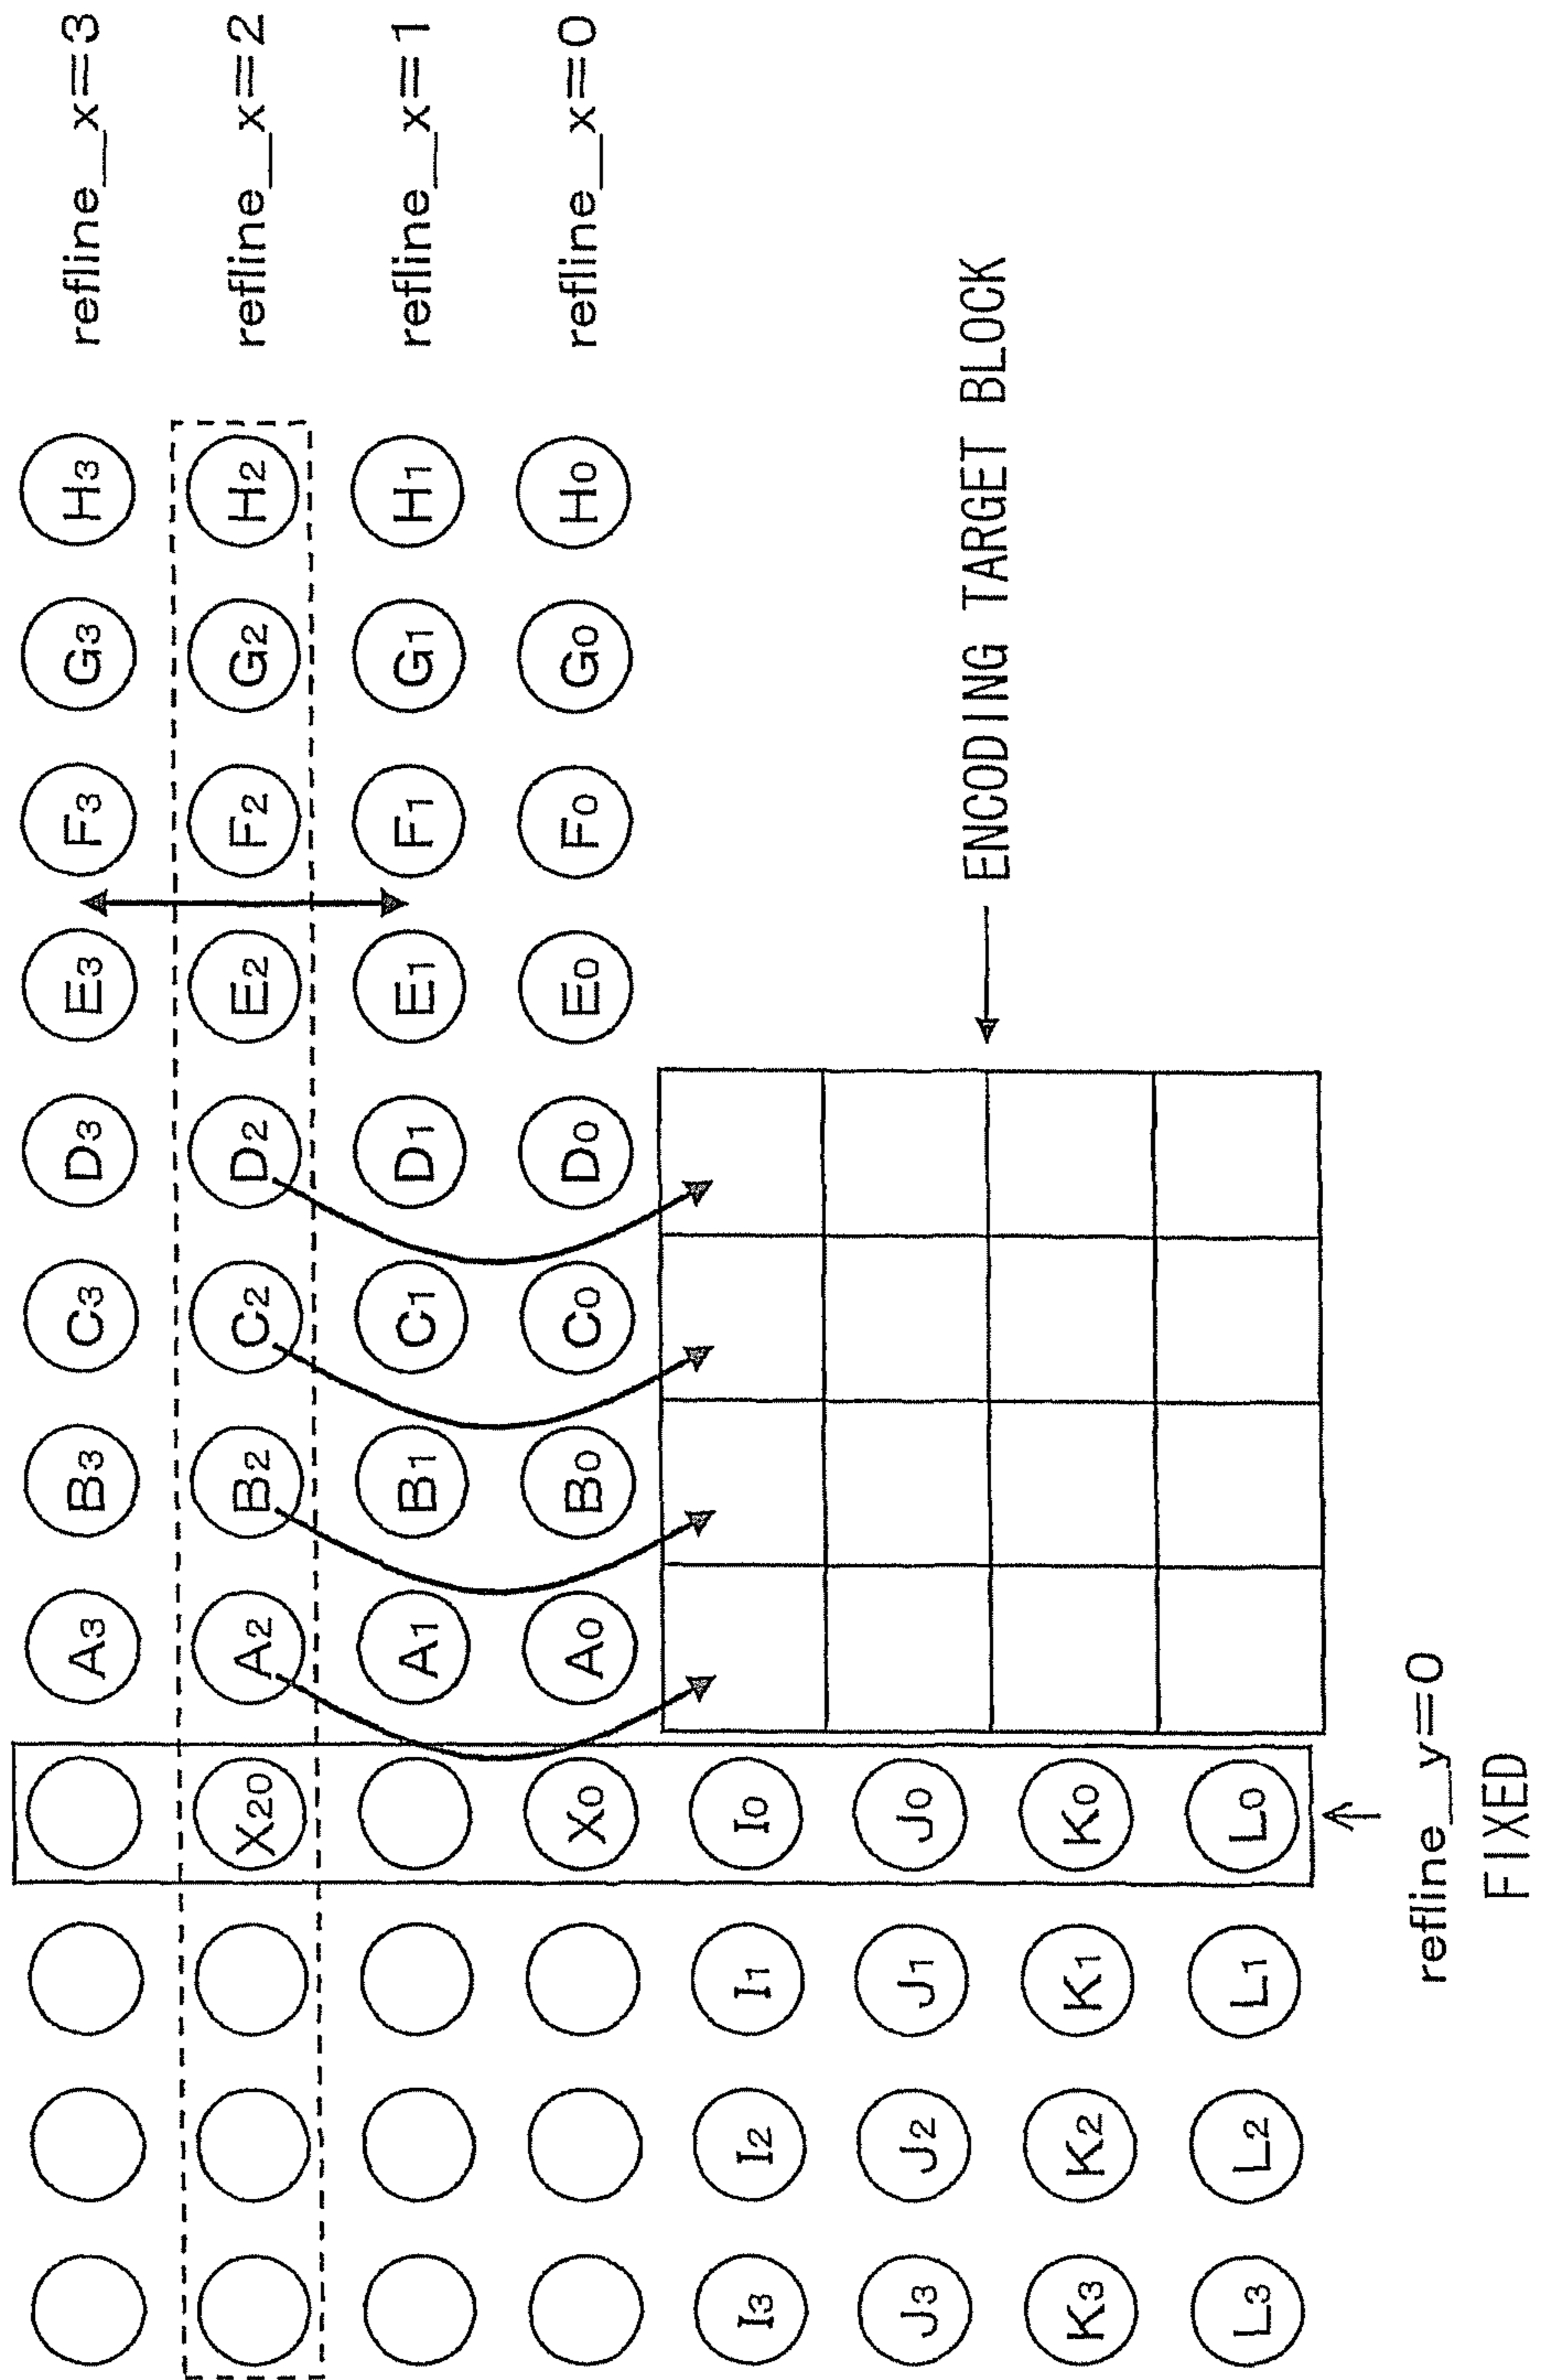 A3 B3 C3 D3 E3 F3 G3 H3 refline_x=3
X20 A2 B2 C2 D2 E2 F2 G2 H2 refline_x=2
A1 B1 C1 D1 E1 F1 G1 H1 refline_x=1
X0 A0 B0 C0 D0 E0 F0 G0 H0 refline_x=0
I3 I2 I1 I0
J3 J2 J1 J0
ENCODING TARGET BLOCK
K3 K2 K1 K0
L3 L2 L1 L0
refline_y=0
FIXED